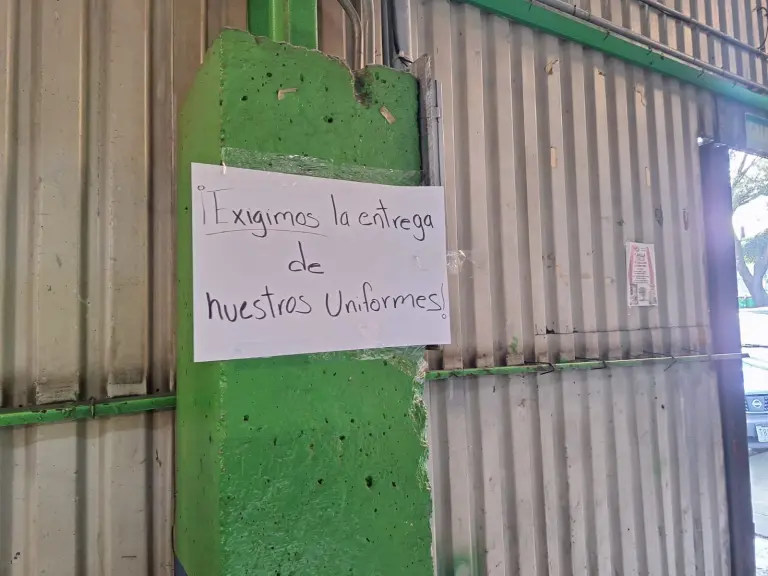 ¡Exigimos la entrega
de
nuestros Uniformes!